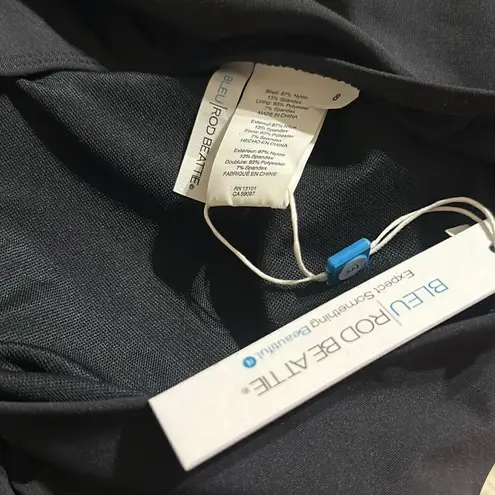 BLEU|ROD BEATTIE®
8
Shell: 87% Nylon
13% Spandex
Lining: 93% Polyester
7% Spandex
MADE IN CHINA
Exterior: 87% Nilon
13% Spandex
Forro: 93% Poliester
7% Spandex
HECHO EN CHINA
Extérieur: 87% Nylon
13% Spandex
Doublure: 93% Polyester
7% Spandex
FABRIQUÉ EN CHINE
RN 15101
CA 59087
BLEU|ROD BEATTIE®
Expect Something Beautiful